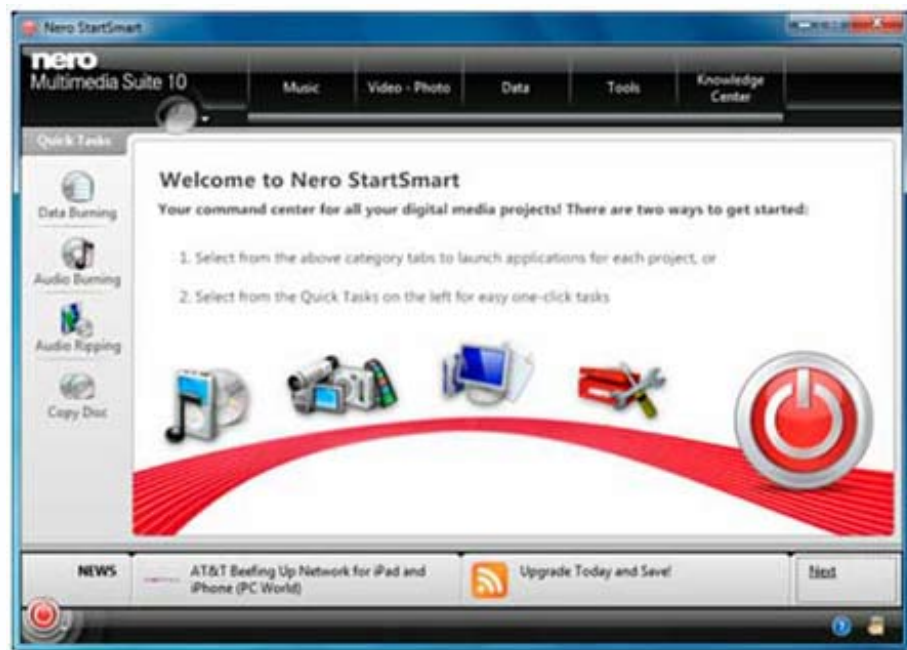 Nero StartSmart
nero
Multimedia Suite 10
Music
Video - Photo
Data
Tools
Knowledge
Center
Quick Tasks
Data Burning
Audio Burning
Audio Ripping
Copy Disc
Welcome to Nero StartSmart
Your command center for all your digital media projects! There are two ways to get started:
1. Select from the above category tabs to launch applications for each project, or
2. Select from the Quick Tasks on the left for easy one-click tasks
NEWS
AT&T Beefing Up Network for iPad and
iPhone (PC World)
Upgrade Today and Save!
Next